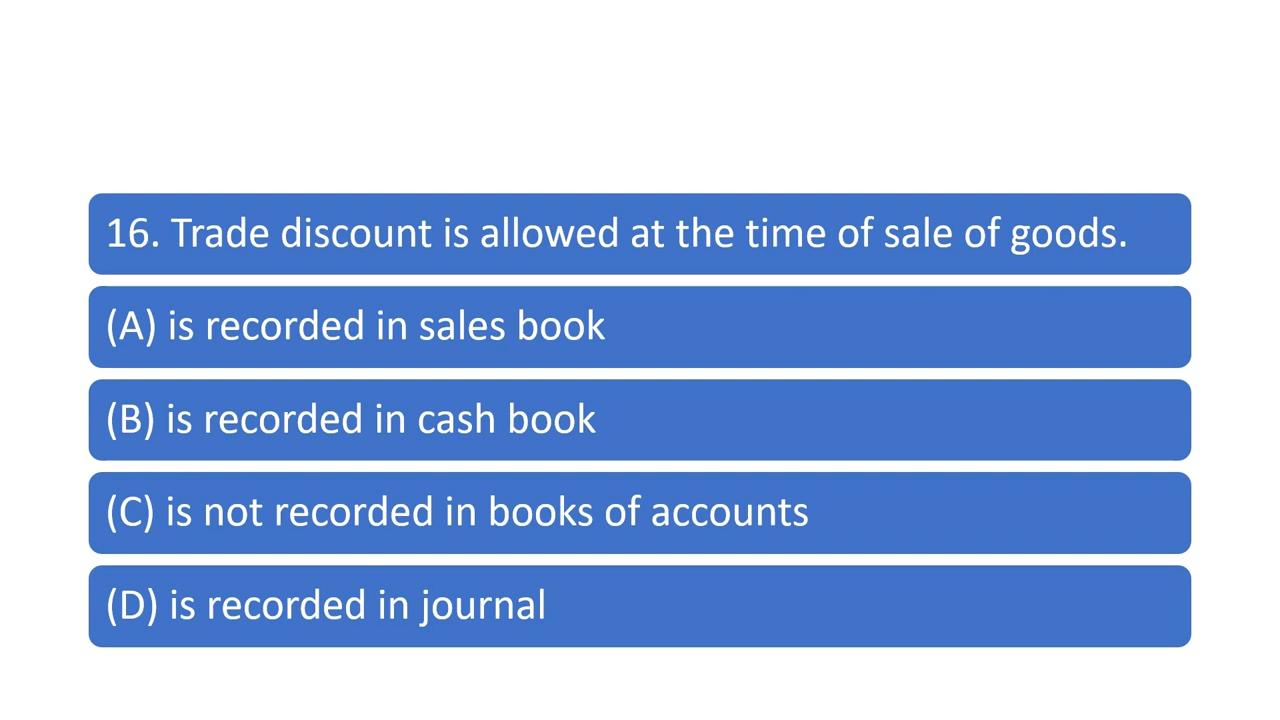 16. Trade discount is allowed at the time of sale of goods.
(A) is recorded in sales book
(B) is recorded in cash book
(C) is not recorded in books of accounts
(D) is recorded in journal